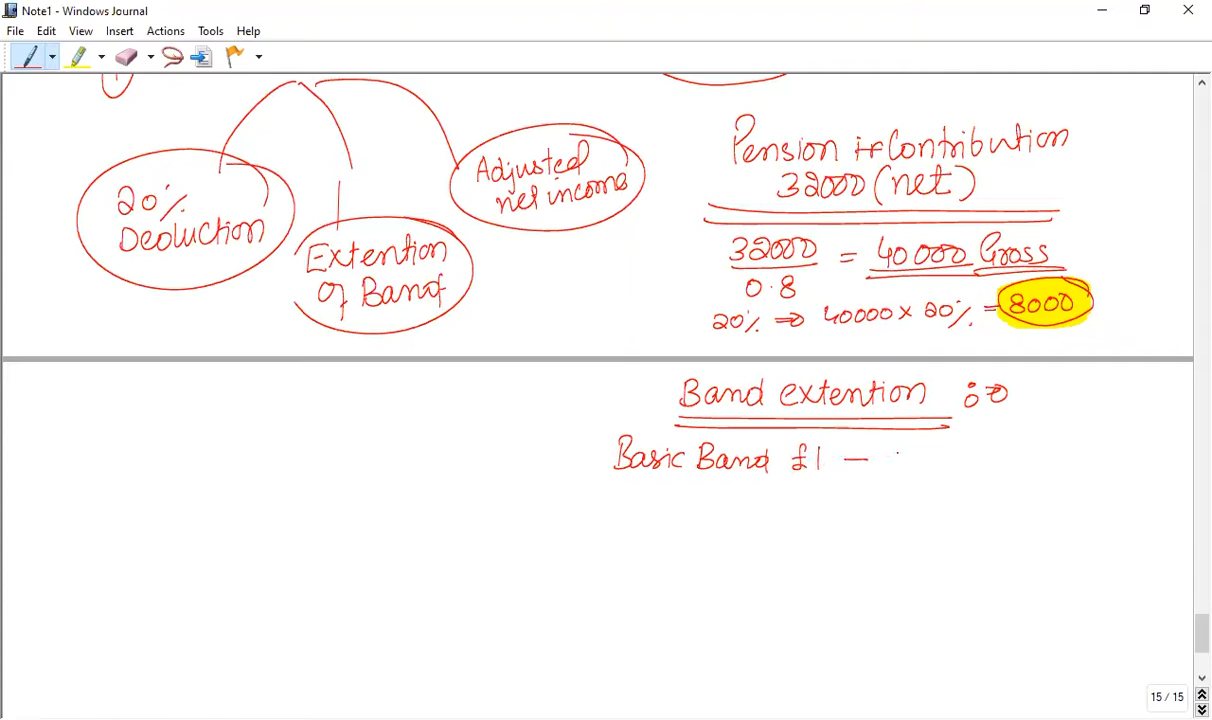 Note1 - Windows Journal
File Edit View Insert Actions Tools Help
20% Deduction
Extention of Band
Adjusted net income
Pension Contribution
32000 (net)
32000 / 0.8 = 40000 Gross
20% ⇒ 40000 × 20% = 8000
Band extention :⇒
Basic Band £1 —
15 / 15